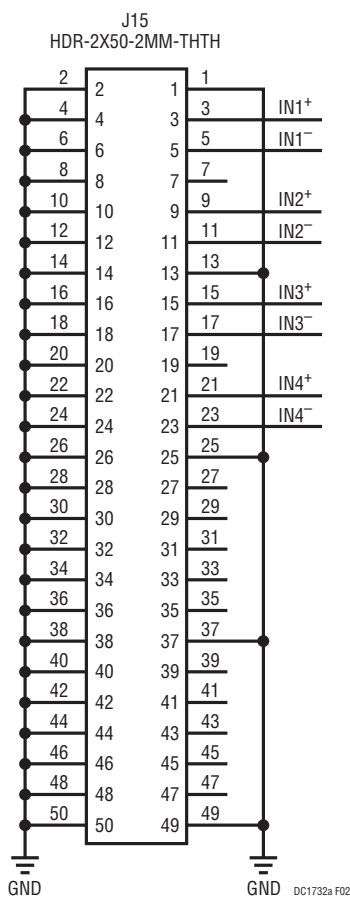 J15
HDR-2X50-2MM-THTH
2 2 1 1
4 4 3 3 IN1+
6 6 5 5 IN1–
8 8 7 7
10 10 9 9 IN2+
12 12 11 11 IN2–
14 14 13 13
16 16 15 15 IN3+
18 18 17 17 IN3–
20 20 19 19
22 22 21 21 IN4+
24 24 23 23 IN4–
26 26 25 25
28 28 27 27
30 30 29 29
32 32 31 31
34 34 33 33
36 36 35 35
38 38 37 37
40 40 39 39
42 42 41 41
44 44 43 43
46 46 45 45
48 48 47 47
50 50 49 49
GND GND DC1732a F02